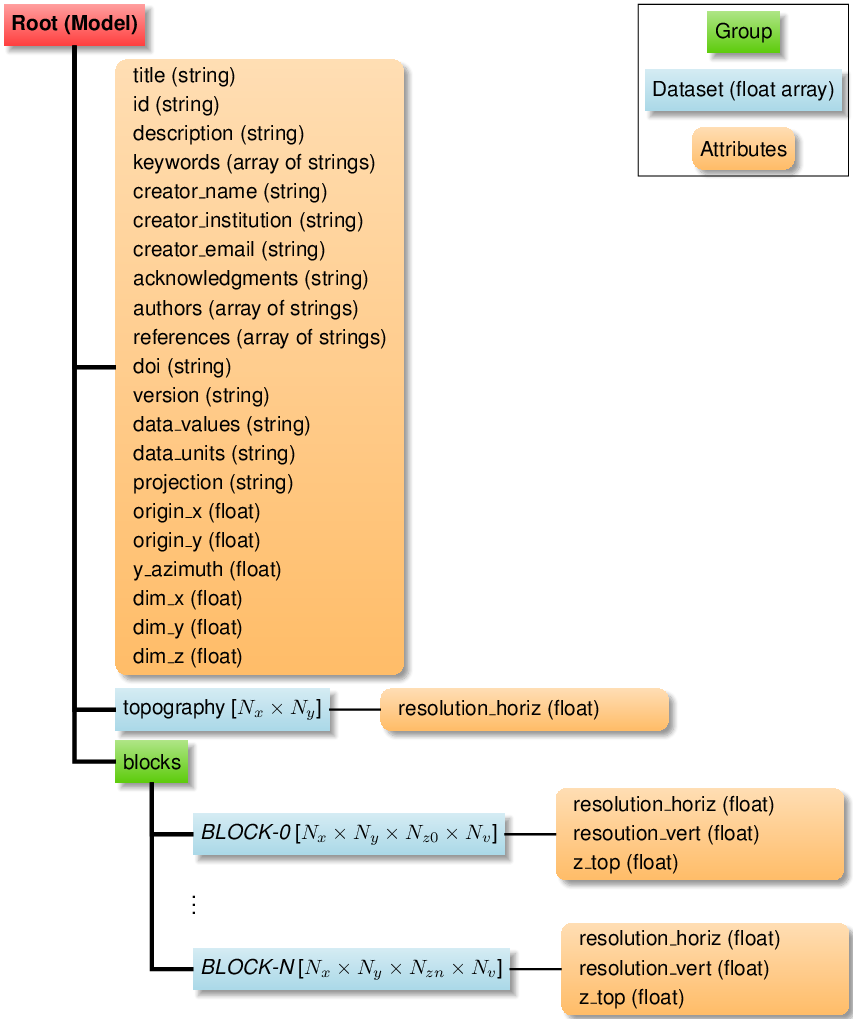 Root (Model)
Group
Dataset (float array)
Attributes
title (string)
id (string)
description (string)
keywords (array of strings)
creator_name (string)
creator_institution (string)
creator_email (string)
acknowledgments (string)
authors (array of strings)
references (array of strings)
doi (string)
version (string)
data_values (string)
data_units (string)
projection (string)
origin_x (float)
origin_y (float)
y_azimuth (float)
dim_x (float)
dim_y (float)
dim_z (float)
topography [$N_x \times N_y$]
resolution_horiz (float)
blocks
BLOCK-0 [$N_x \times N_y \times N_{z0} \times N_v$]
resolution_horiz (float)
resoution_vert (float)
z_top (float)
⋮
BLOCK-N [$N_x \times N_y \times N_{zn} \times N_v$]
resolution_horiz (float)
resolution_vert (float)
z_top (float)